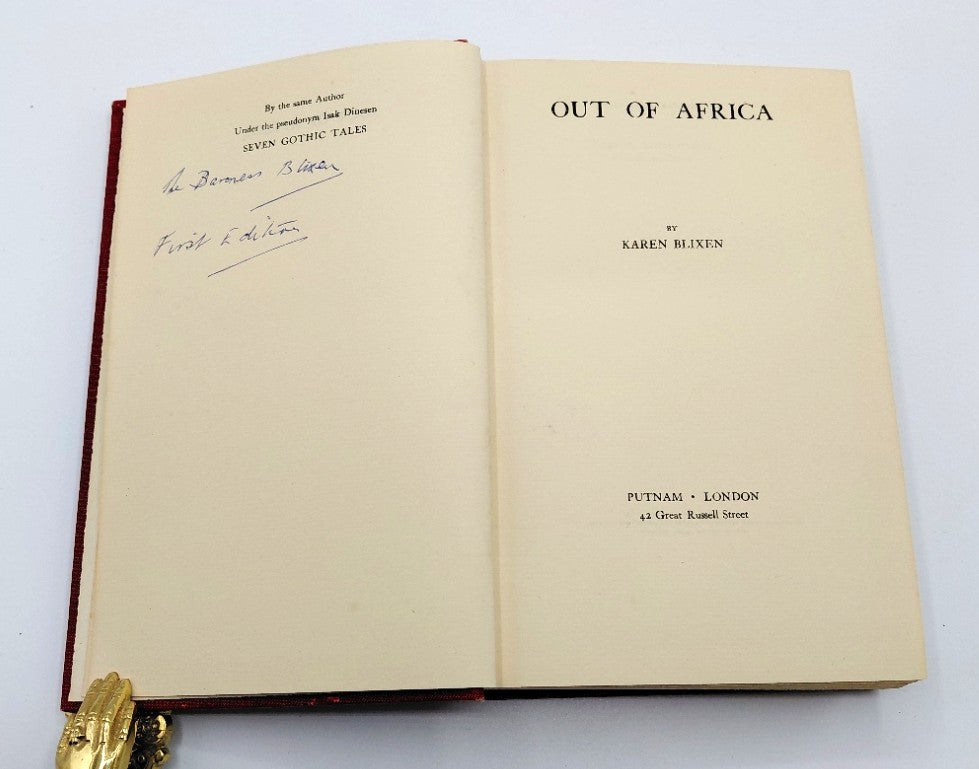 By the same Author
Under the pseudonym Isak Dinesen
SEVEN GOTHIC TALES
The Baroness Blixen
First Edition
OUT OF AFRICA
BY
KAREN BLIXEN
PUTNAM • LONDON
42 Great Russell Street